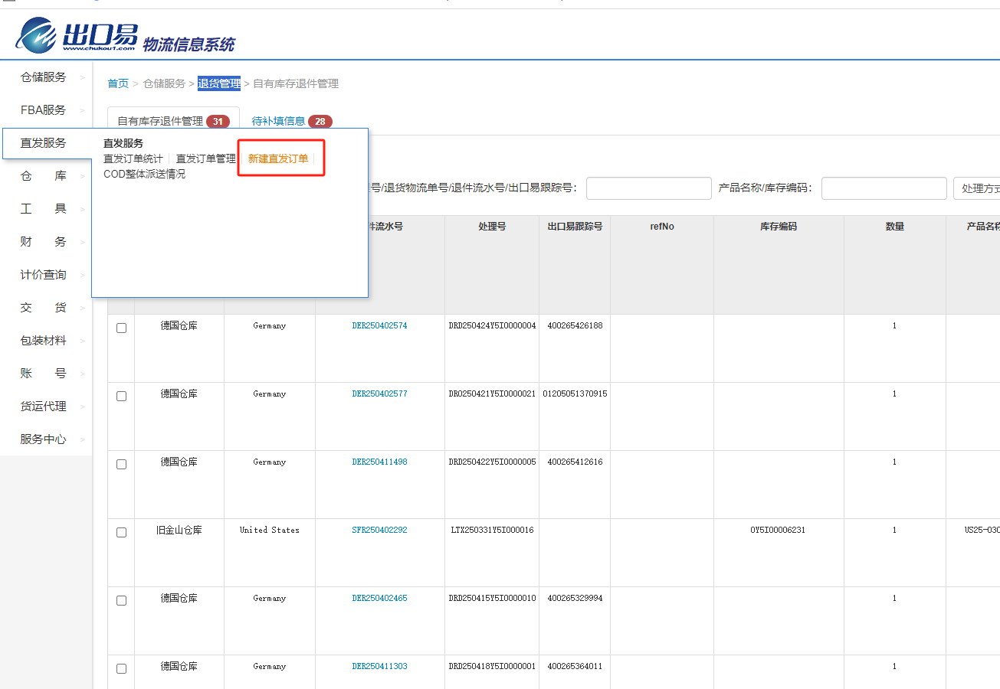 出口易 物流信息系统
www.chukou1.com
仓储服务 >
FBA服务 >
直发服务
仓 库 >
工 具 >
财 务 >
计价查询 >
交 货 >
包装材料 >
账 号 >
货运代理 >
服务中心 >
首页 > 仓储服务 > 退货管理 > 自有库存退件管理
自有库存退件管理 31 待补填信息 28
直发服务
直发订单统计 直发订单管理 新建直发订单
COD整体派送情况
号/退货物流单号/退件流水号/出口易跟踪号: 产品名称/库存编码: 处理方式
件流水号 处理号 出口易跟踪号 refNo 库存编码 数量 产品名称
德国仓库 Germany DER250402574 DRD250424Y5I0000004 400265426188 1
德国仓库 Germany DER250402577 DRO250421Y5I0000021 01205051370915 1
德国仓库 Germany DER250411498 DRD250422Y5I0000005 400265412616 1
旧金山仓库 United States SFR250402292 LTX250331Y5I000016 0Y5I00006231 1 US25-030
德国仓库 Germany DER250402465 DRD250415Y5I0000010 400265329994 1
德国仓库 Germany DER250411303 DRD250418Y5I0000001 400265364011 1